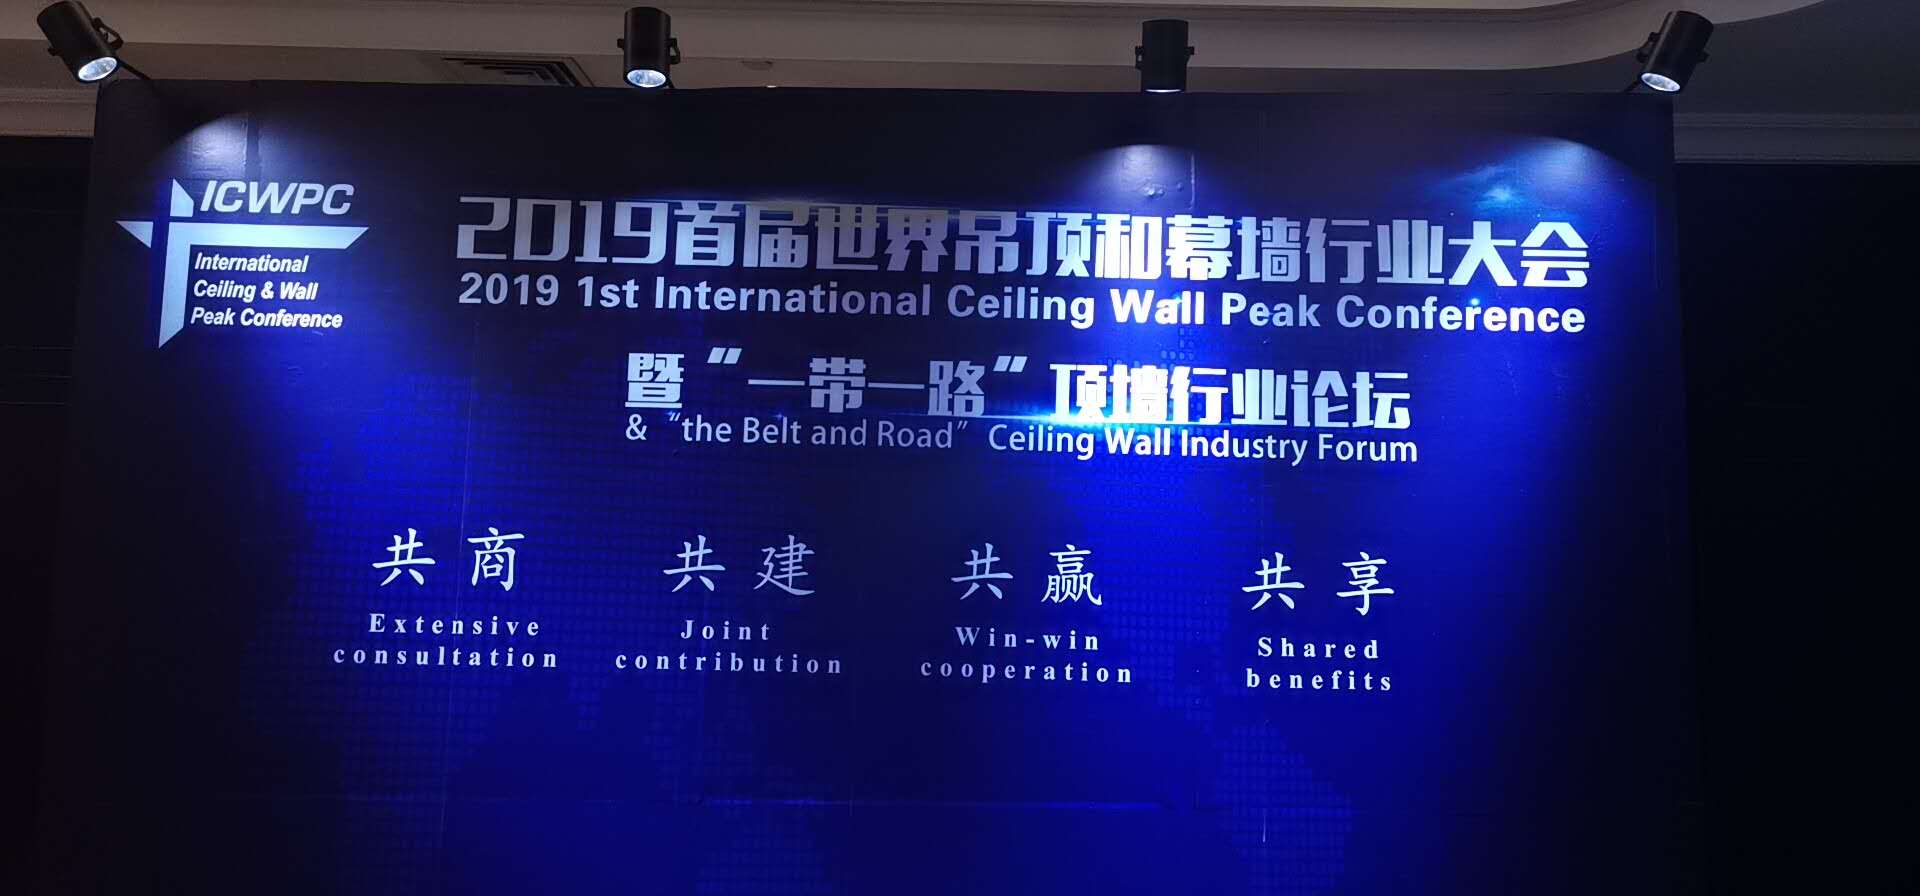 ICWPC
International
Ceiling & Wall
Peak Conference
2019首届世界吊顶和幕墙行业大会
2019 1st International Ceiling Wall Peak Conference
暨“一带一路”顶墙行业论坛
& “the Belt and Road” Ceiling Wall Industry Forum
共商 共建 共赢 共享
Extensive Joint Win-win Shared
consultation contribution cooperation benefits